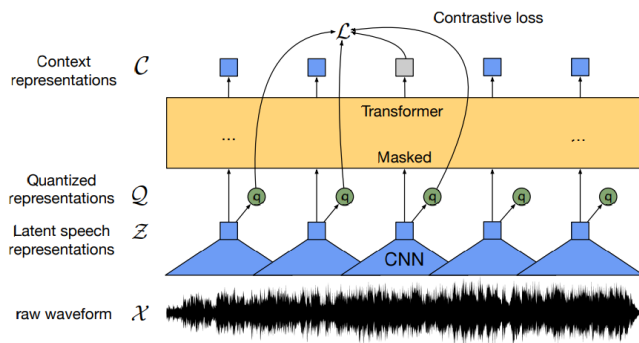 Contrastive loss
ℒ
Context
representations 𝒞
Transformer
... ...
Masked
Quantized
representations 𝒬
q q q q q
Latent speech
representations 𝒵
CNN
raw waveform 𝒳